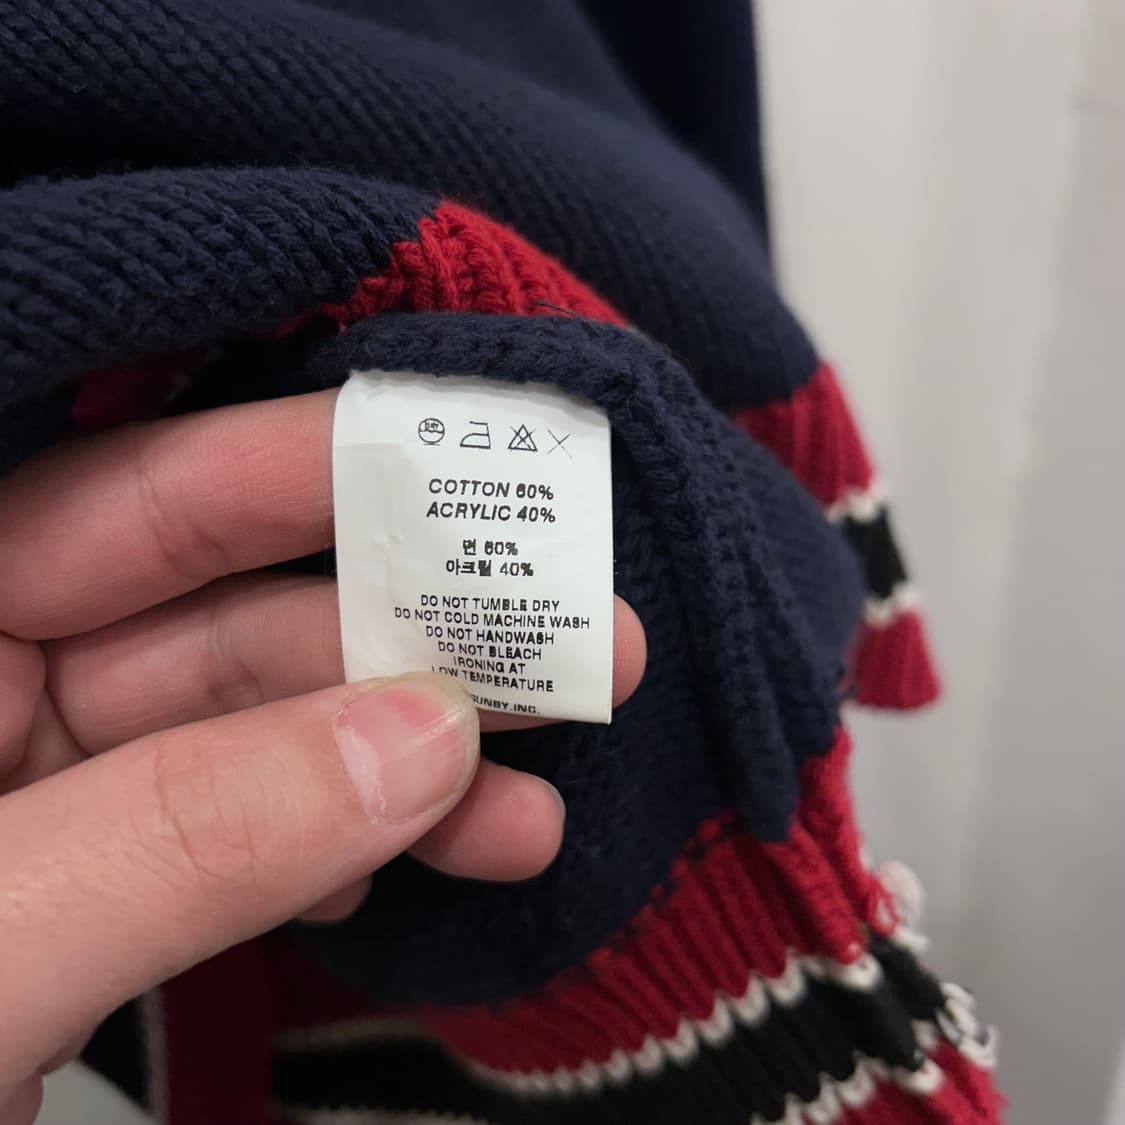 DRY
COTTON 60%
ACRYLIC 40%
면 60%
아크릴 40%
DO NOT TUMBLE DRY
DO NOT COLD MACHINE WASH
DO NOT HANDWASH
DO NOT BLEACH
IRONING AT
LOW TEMPERATURE